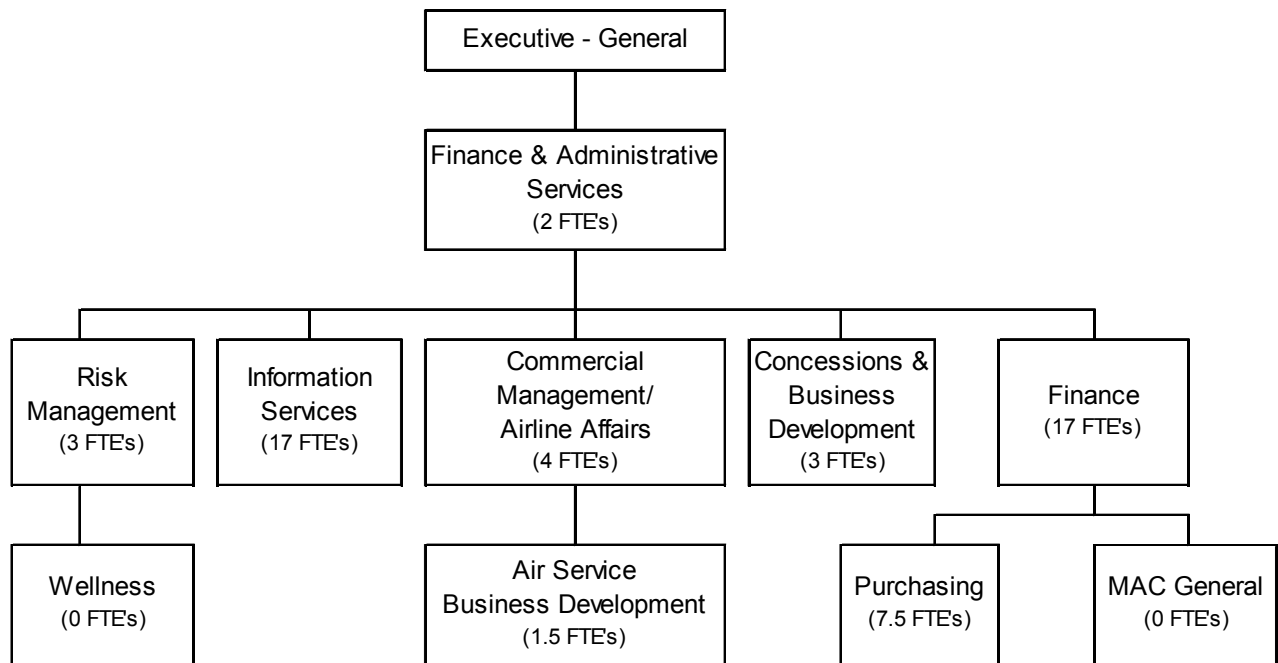 Executive - General
Finance & Administrative
Services
(2 FTE's)
Risk
Management
(3 FTE's)
Information
Services
(17 FTE's)
Commercial
Management/
Airline Affairs
(4 FTE's)
Concessions &
Business
Development
(3 FTE's)
Finance
(17 FTE's)
Wellness
(0 FTE's)
Air Service
Business Development
(1.5 FTE's)
Purchasing
(7.5 FTE's)
MAC General
(0 FTE's)